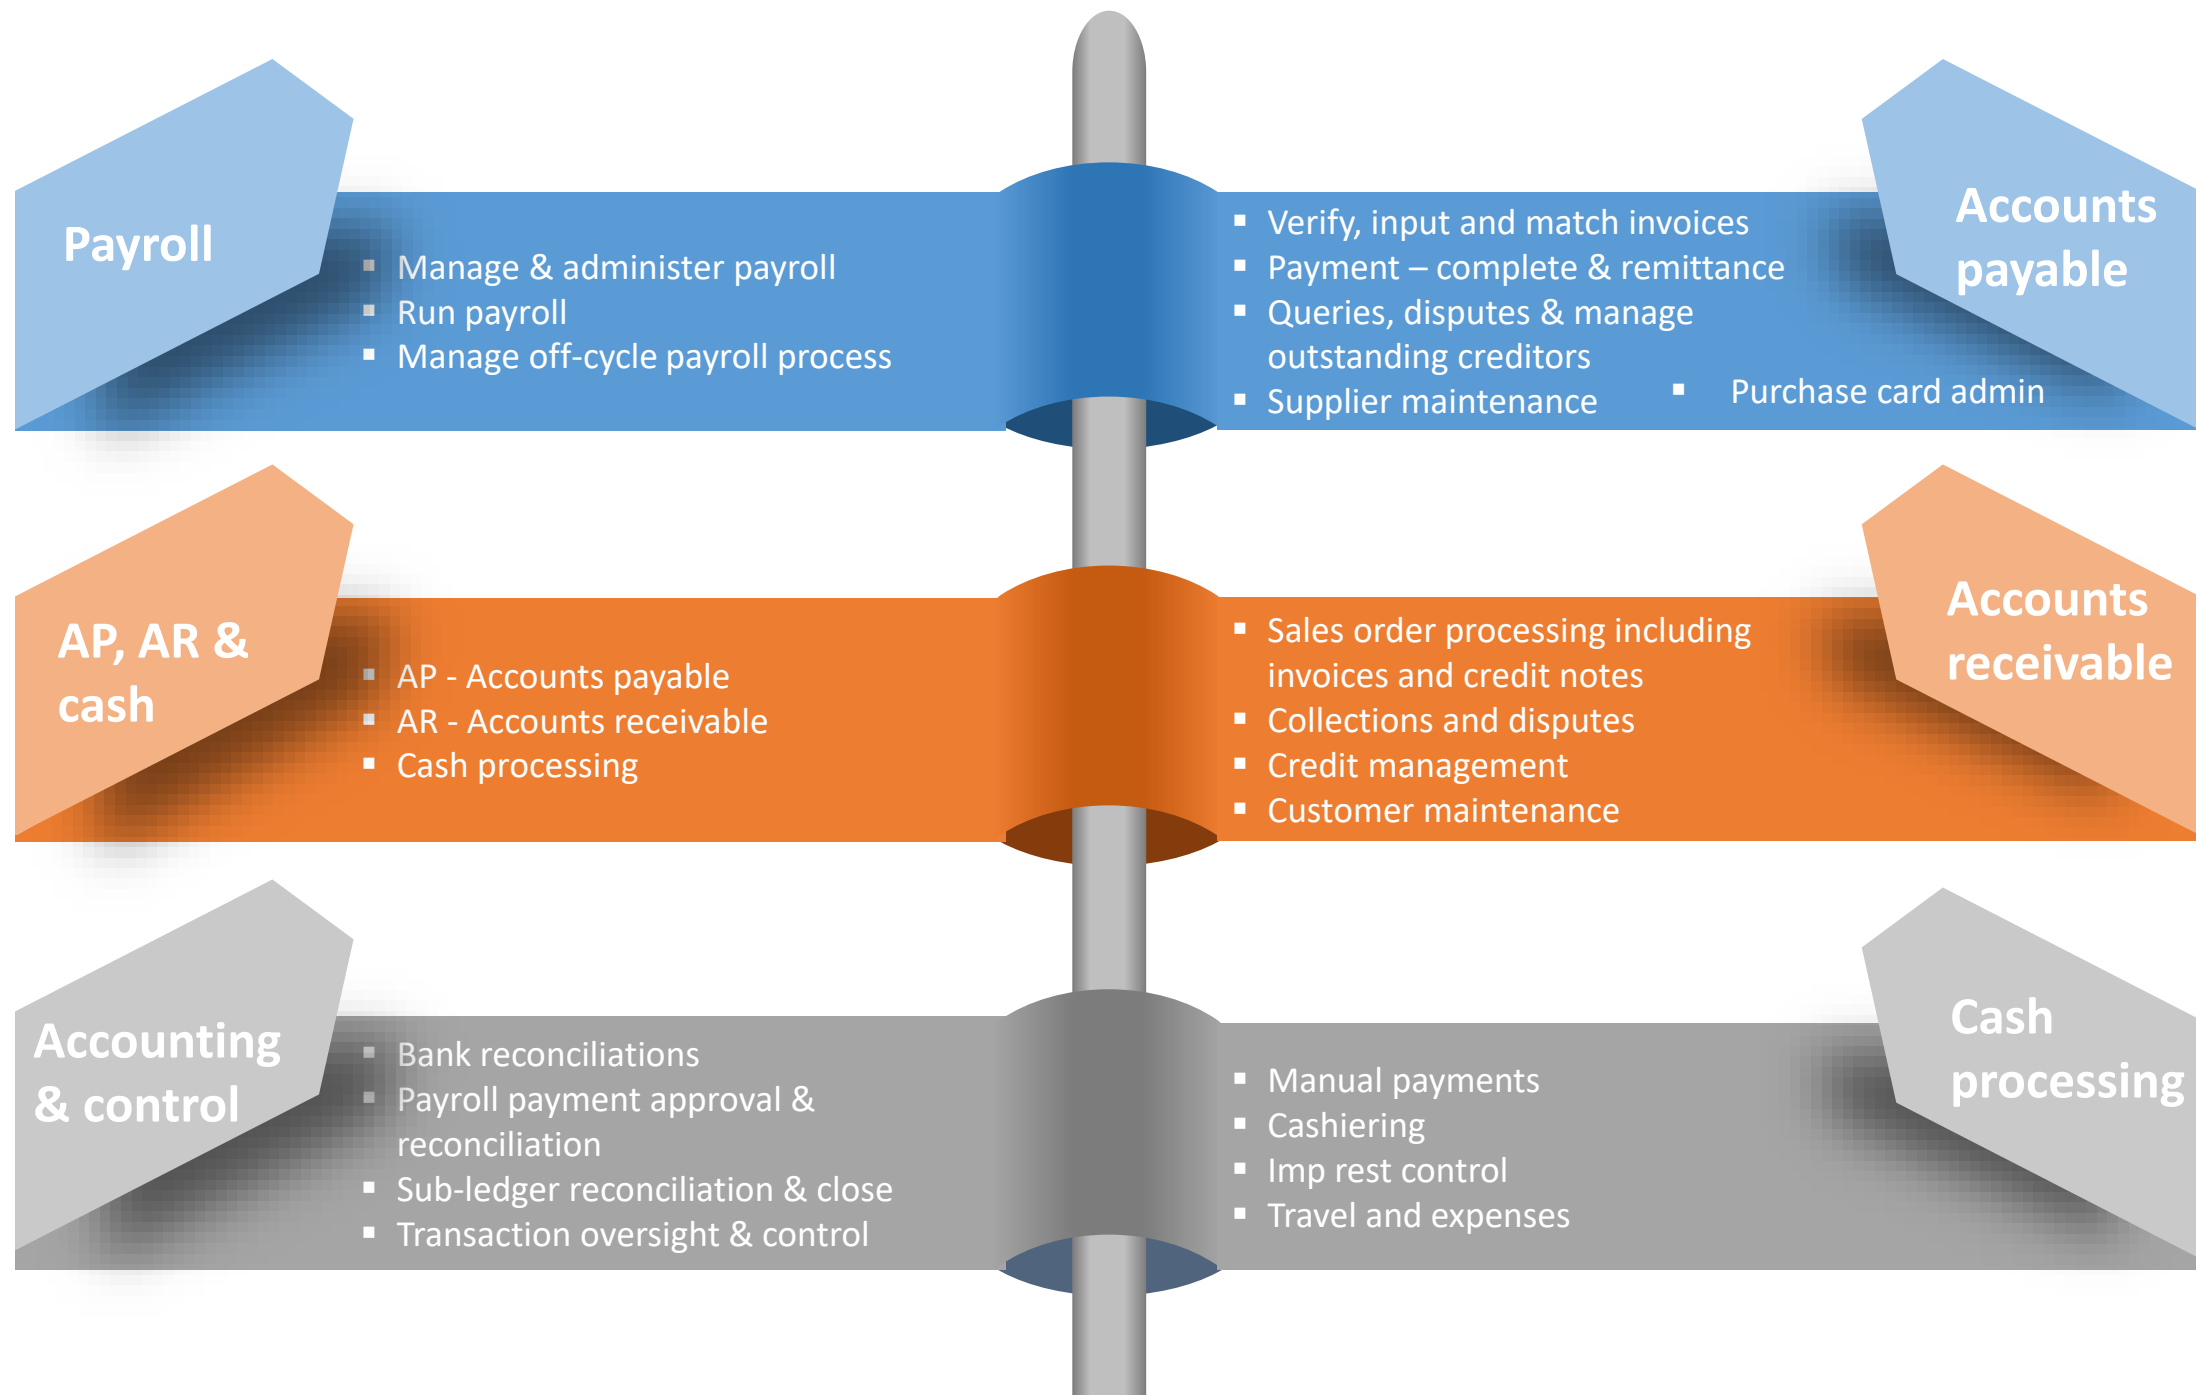 Payroll
▪ Manage & administer payroll
▪ Run payroll
▪ Manage off-cycle payroll process
Accounts
payable
▪ Verify, input and match invoices
▪ Payment – complete & remittance
▪ Queries, disputes & manage
outstanding creditors
▪ Supplier maintenance
▪ Purchase card admin
AP, AR &
cash
▪ AP - Accounts payable
▪ AR - Accounts receivable
▪ Cash processing
Accounts
receivable
▪ Sales order processing including
invoices and credit notes
▪ Collections and disputes
▪ Credit management
▪ Customer maintenance
Accounting
& control
▪ Bank reconciliations
▪ Payroll payment approval &
reconciliation
▪ Sub-ledger reconciliation & close
▪ Transaction oversight & control
Cash
processing
▪ Manual payments
▪ Cashiering
▪ Imp rest control
▪ Travel and expenses